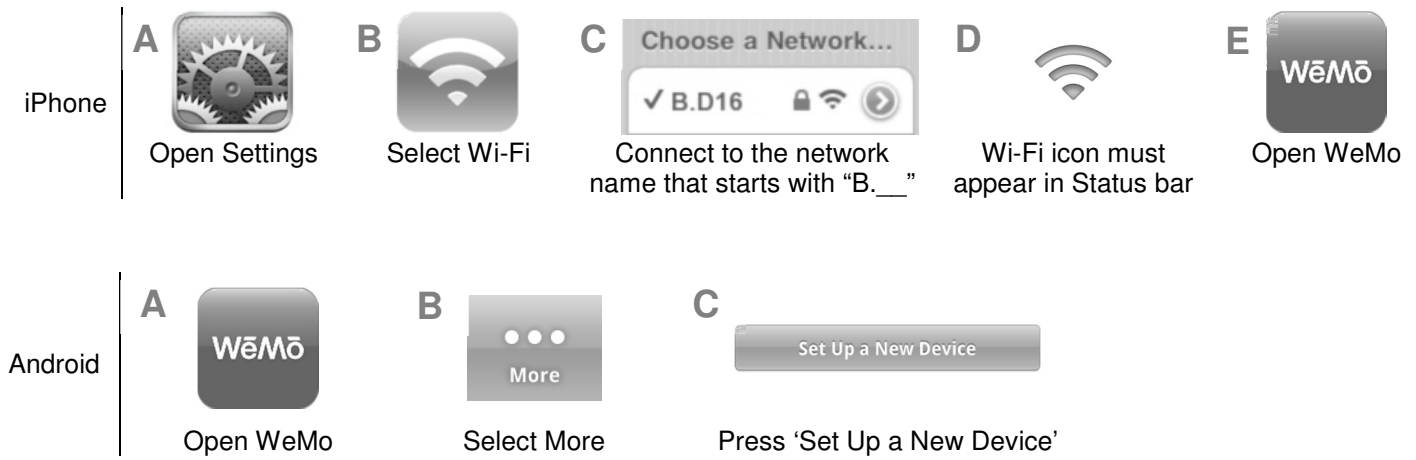 A B C D E
Choose a Network...
✓ B.D16
WēMō
iPhone
Open Settings
Select Wi-Fi
Connect to the network
name that starts with “B.__”
Wi-Fi icon must
appear in Status bar
Open WeMo
A B C
WēMō
More
Set Up a New Device
Android
Open WeMo
Select More
Press ‘Set Up a New Device’